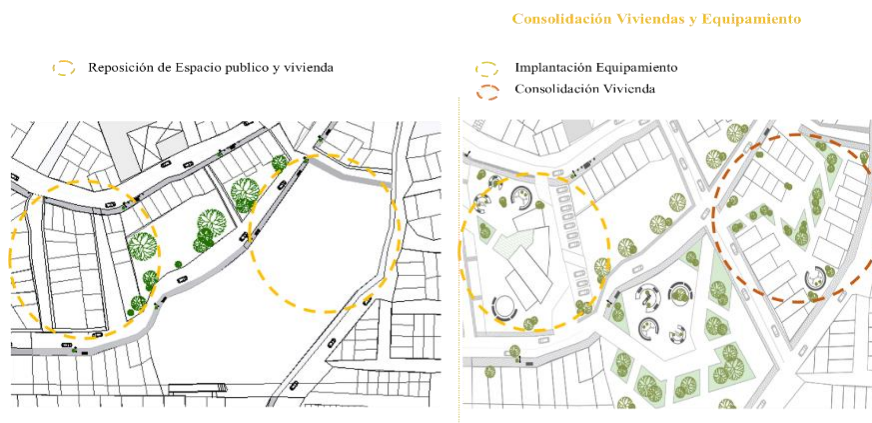 Consolidación Viviendas y Equipamiento
Reposición de Espacio publico y vivienda
Implantación Equipamiento
Consolidación Vivienda